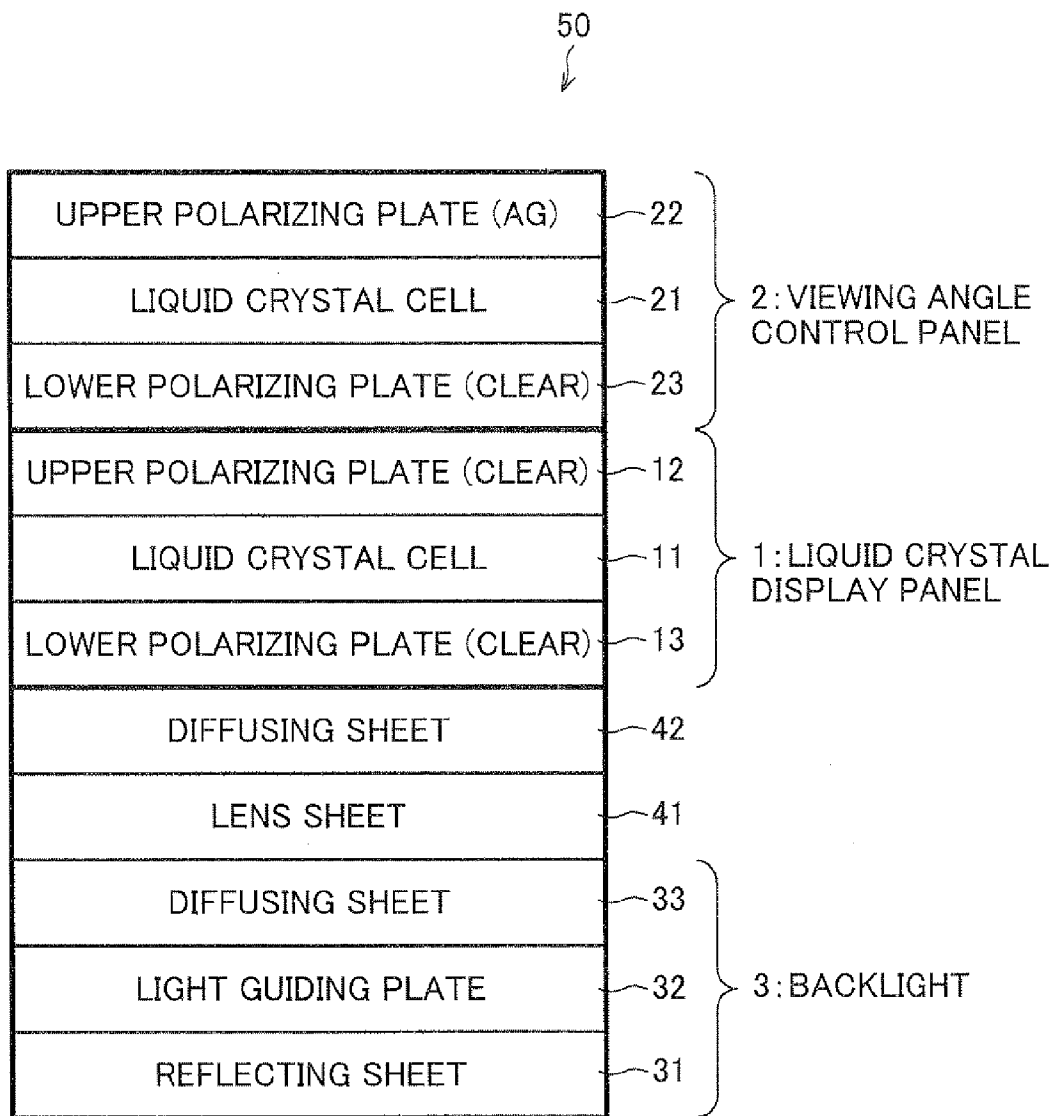 50
UPPER POLARIZING PLATE (AG) 22
LIQUID CRYSTAL CELL 21
LOWER POLARIZING PLATE (CLEAR) 23
2:VIEWING ANGLE
CONTROL PANEL
UPPER POLARIZING PLATE (CLEAR) 12
LIQUID CRYSTAL CELL 11
LOWER POLARIZING PLATE (CLEAR) 13
1:LIQUID CRYSTAL
DISPLAY PANEL
DIFFUSING SHEET 42
LENS SHEET 41
DIFFUSING SHEET 33
LIGHT GUIDING PLATE 32
REFLECTING SHEET 31
3:BACKLIGHT